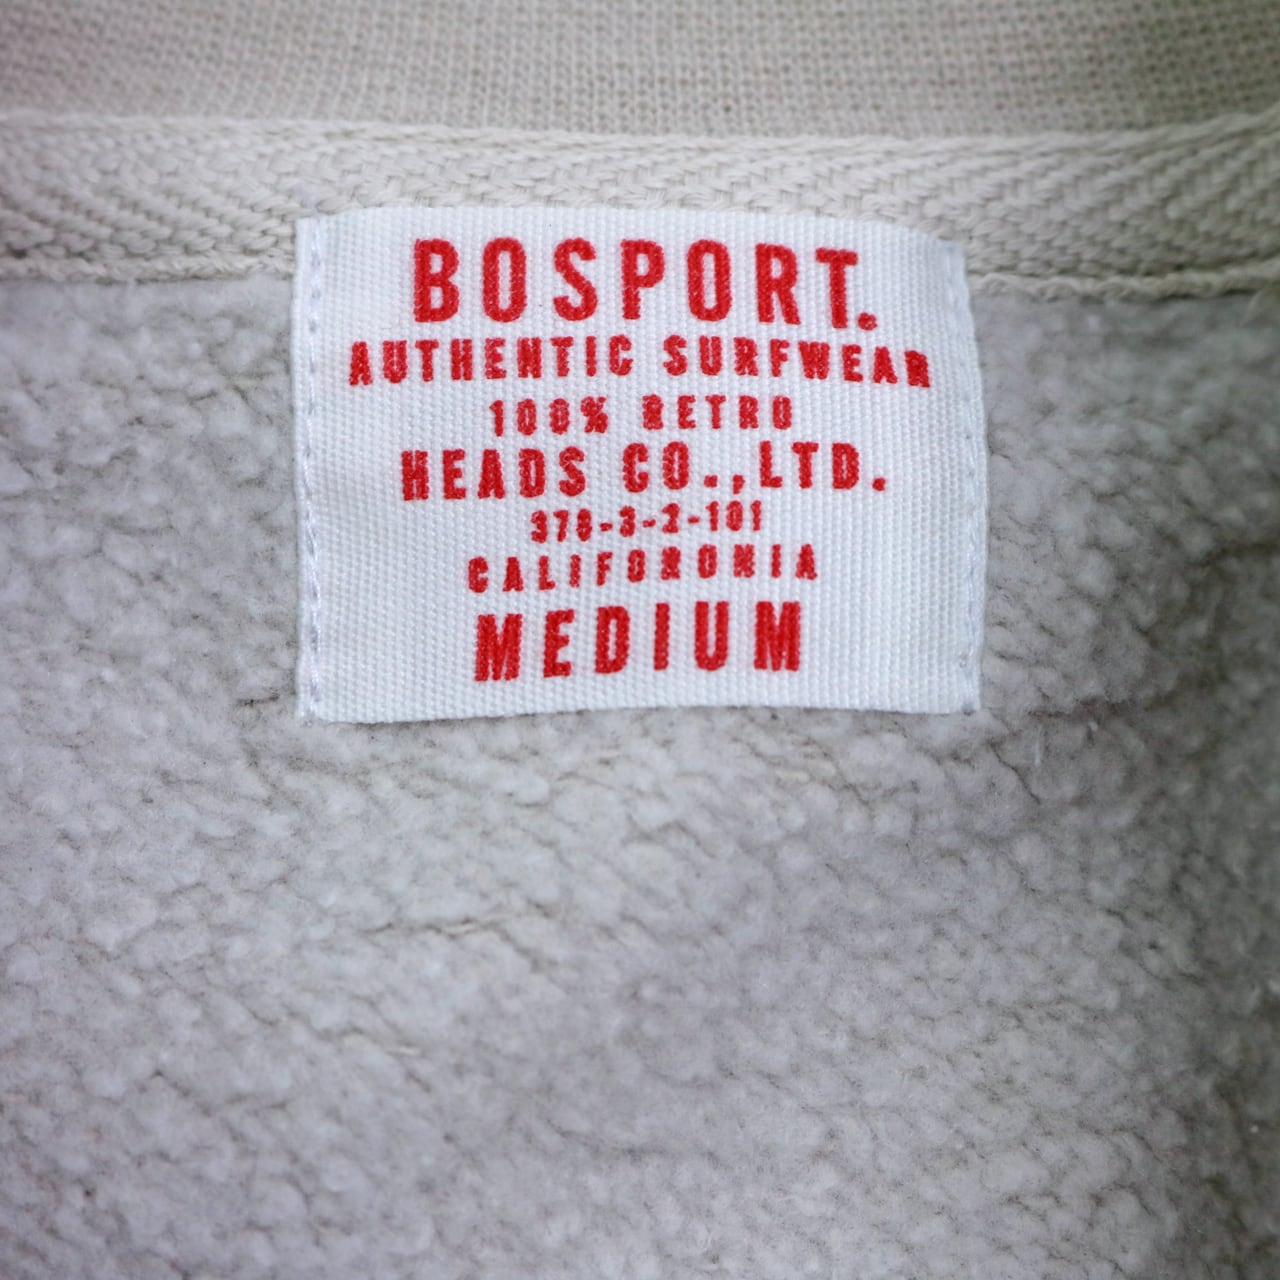 BOSPORT.
AUTHENTIC SURFWEAR
100% RETRO
HEADS CO.,LTD.
378-3-2-101
CALIFORONIA
MEDIUM